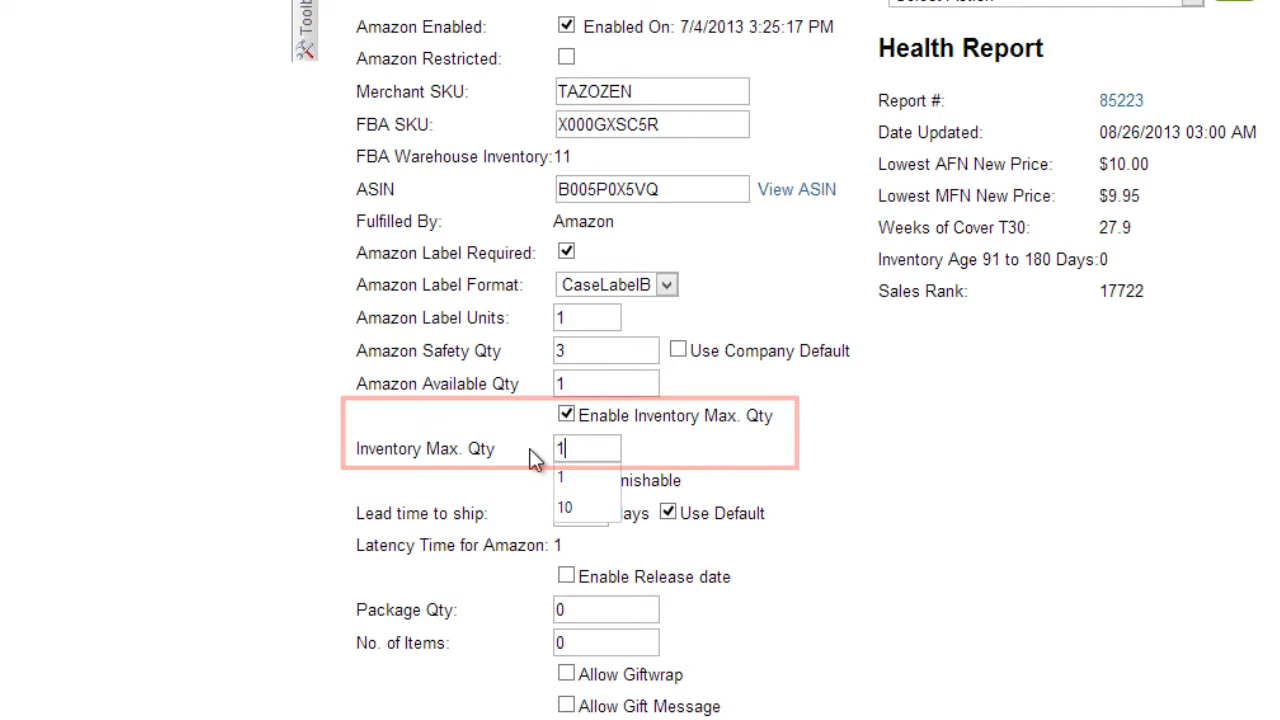 Toolb
Amazon Enabled: Enabled On: 7/4/2013 3:25:17 PM
Amazon Restricted:
Merchant SKU: TAZOZEN
FBA SKU: X000GXSC5R
FBA Warehouse Inventory: 11
ASIN B005P0X5VQ View ASIN
Fulfilled By: Amazon
Amazon Label Required:
Amazon Label Format: CaseLabelB
Amazon Label Units: 1
Amazon Safety Qty 3 Use Company Default
Amazon Available Qty 1
Enable Inventory Max. Qty
Inventory Max. Qty 1
1
nishable
10
Lead time to ship: ays Use Default
Latency Time for Amazon: 1
Enable Release date
Package Qty: 0
No. of Items: 0
Allow Giftwrap
Allow Gift Message
Select Action
Health Report
Report #: 85223
Date Updated: 08/26/2013 03:00 AM
Lowest AFN New Price: $10.00
Lowest MFN New Price: $9.95
Weeks of Cover T30: 27.9
Inventory Age 91 to 180 Days: 0
Sales Rank: 17722